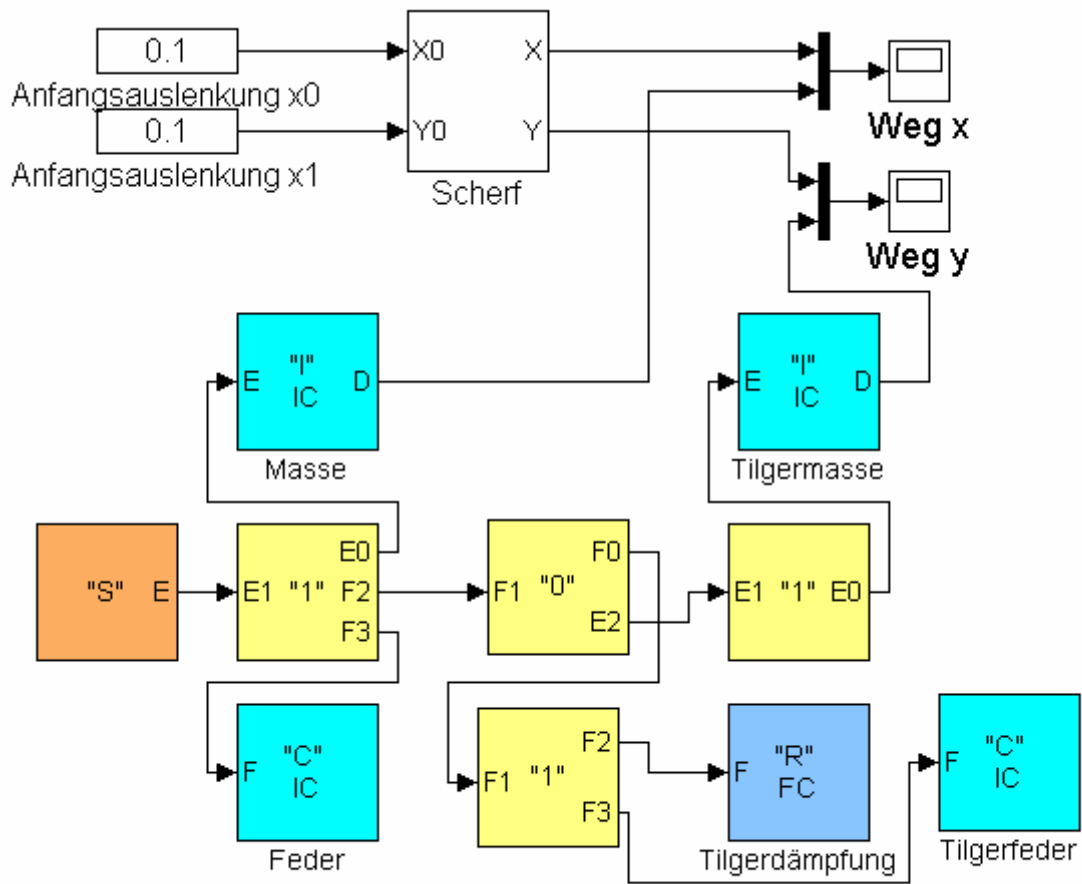 0.1
X0 X
Anfangsauslenkung x0
0.1
Y0 Y
Anfangsauslenkung x1
Scherf
Weg x
Weg y
"I"
E D
IC
Masse
"I"
E D
IC
Tilgermasse
"S" E
E0
E1 "1" F2
F3
F0
F1 "0"
E2
E1 "1" E0
"C"
F
IC
Feder
F2
F1 "1"
F3
"R"
F
FC
Tilgerdämpfung
"C"
F
IC
Tilgerfeder